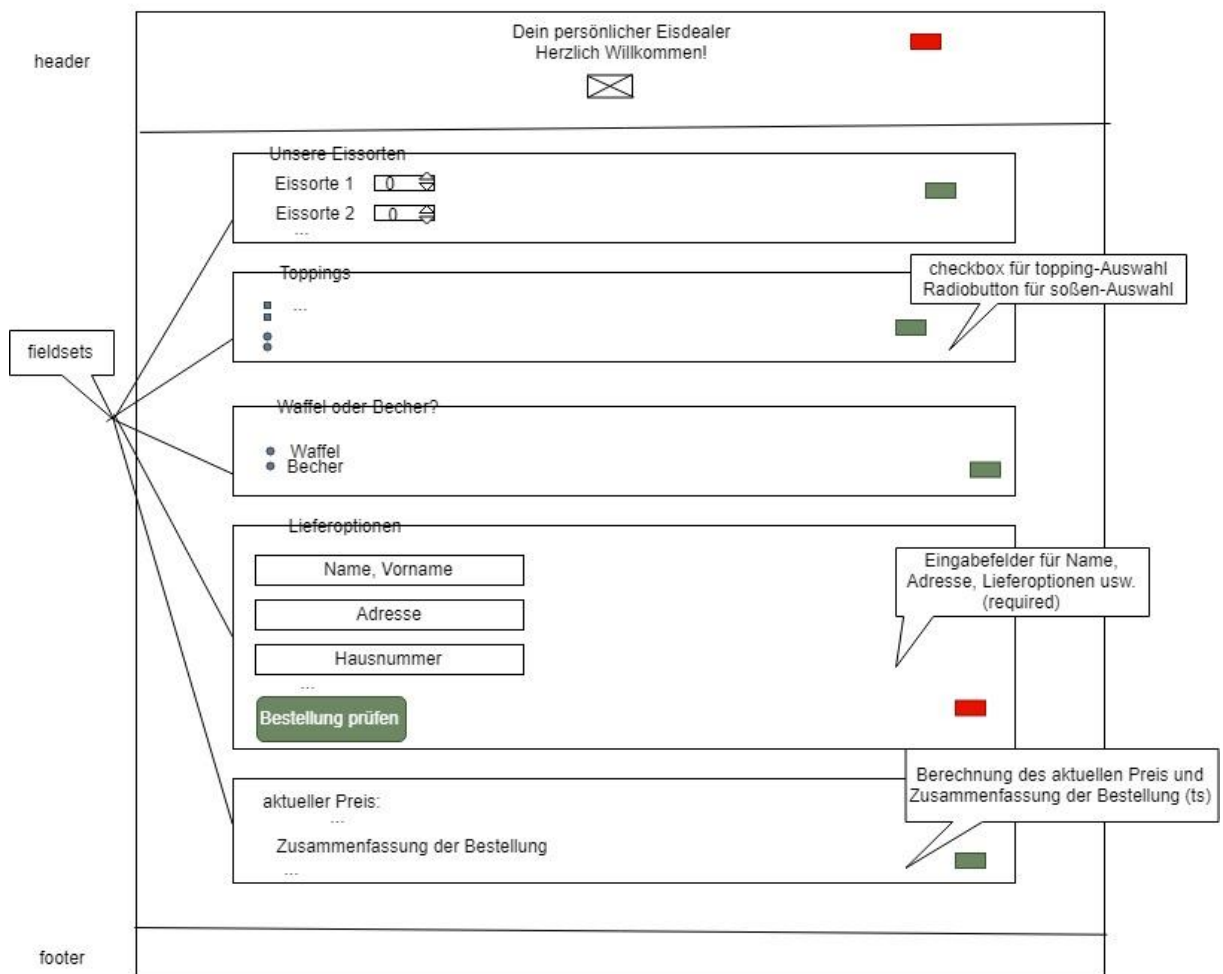 Dein persönlicher Eisdealer
Herzlich Willkommen!
header
Unsere Eissorten
Eissorte 1 0
Eissorte 2 0
...
Toppings
...
checkbox für topping-Auswahl
Radiobutton für soßen-Auswahl
fieldsets
Waffel oder Becher?
Waffel
Becher
Lieferoptionen
Name, Vorname
Adresse
Hausnummer
...
Bestellung prüfen
Eingabefelder für Name,
Adresse, Lieferoptionen usw.
(required)
aktueller Preis:
...
Zusammenfassung der Bestellung
...
Berechnung des aktuellen Preis und
Zusammenfassung der Bestellung (ts)
footer